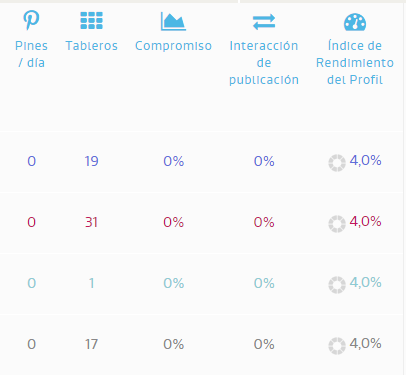 Pines / día Tableros Compromiso Interacción de publicación Índice de Rendimiento del Profil
0 19 0% 0% 4,0%
0 31 0% 0% 4,0%
0 1 0% 0% 4,0%
0 17 0% 0% 4,0%